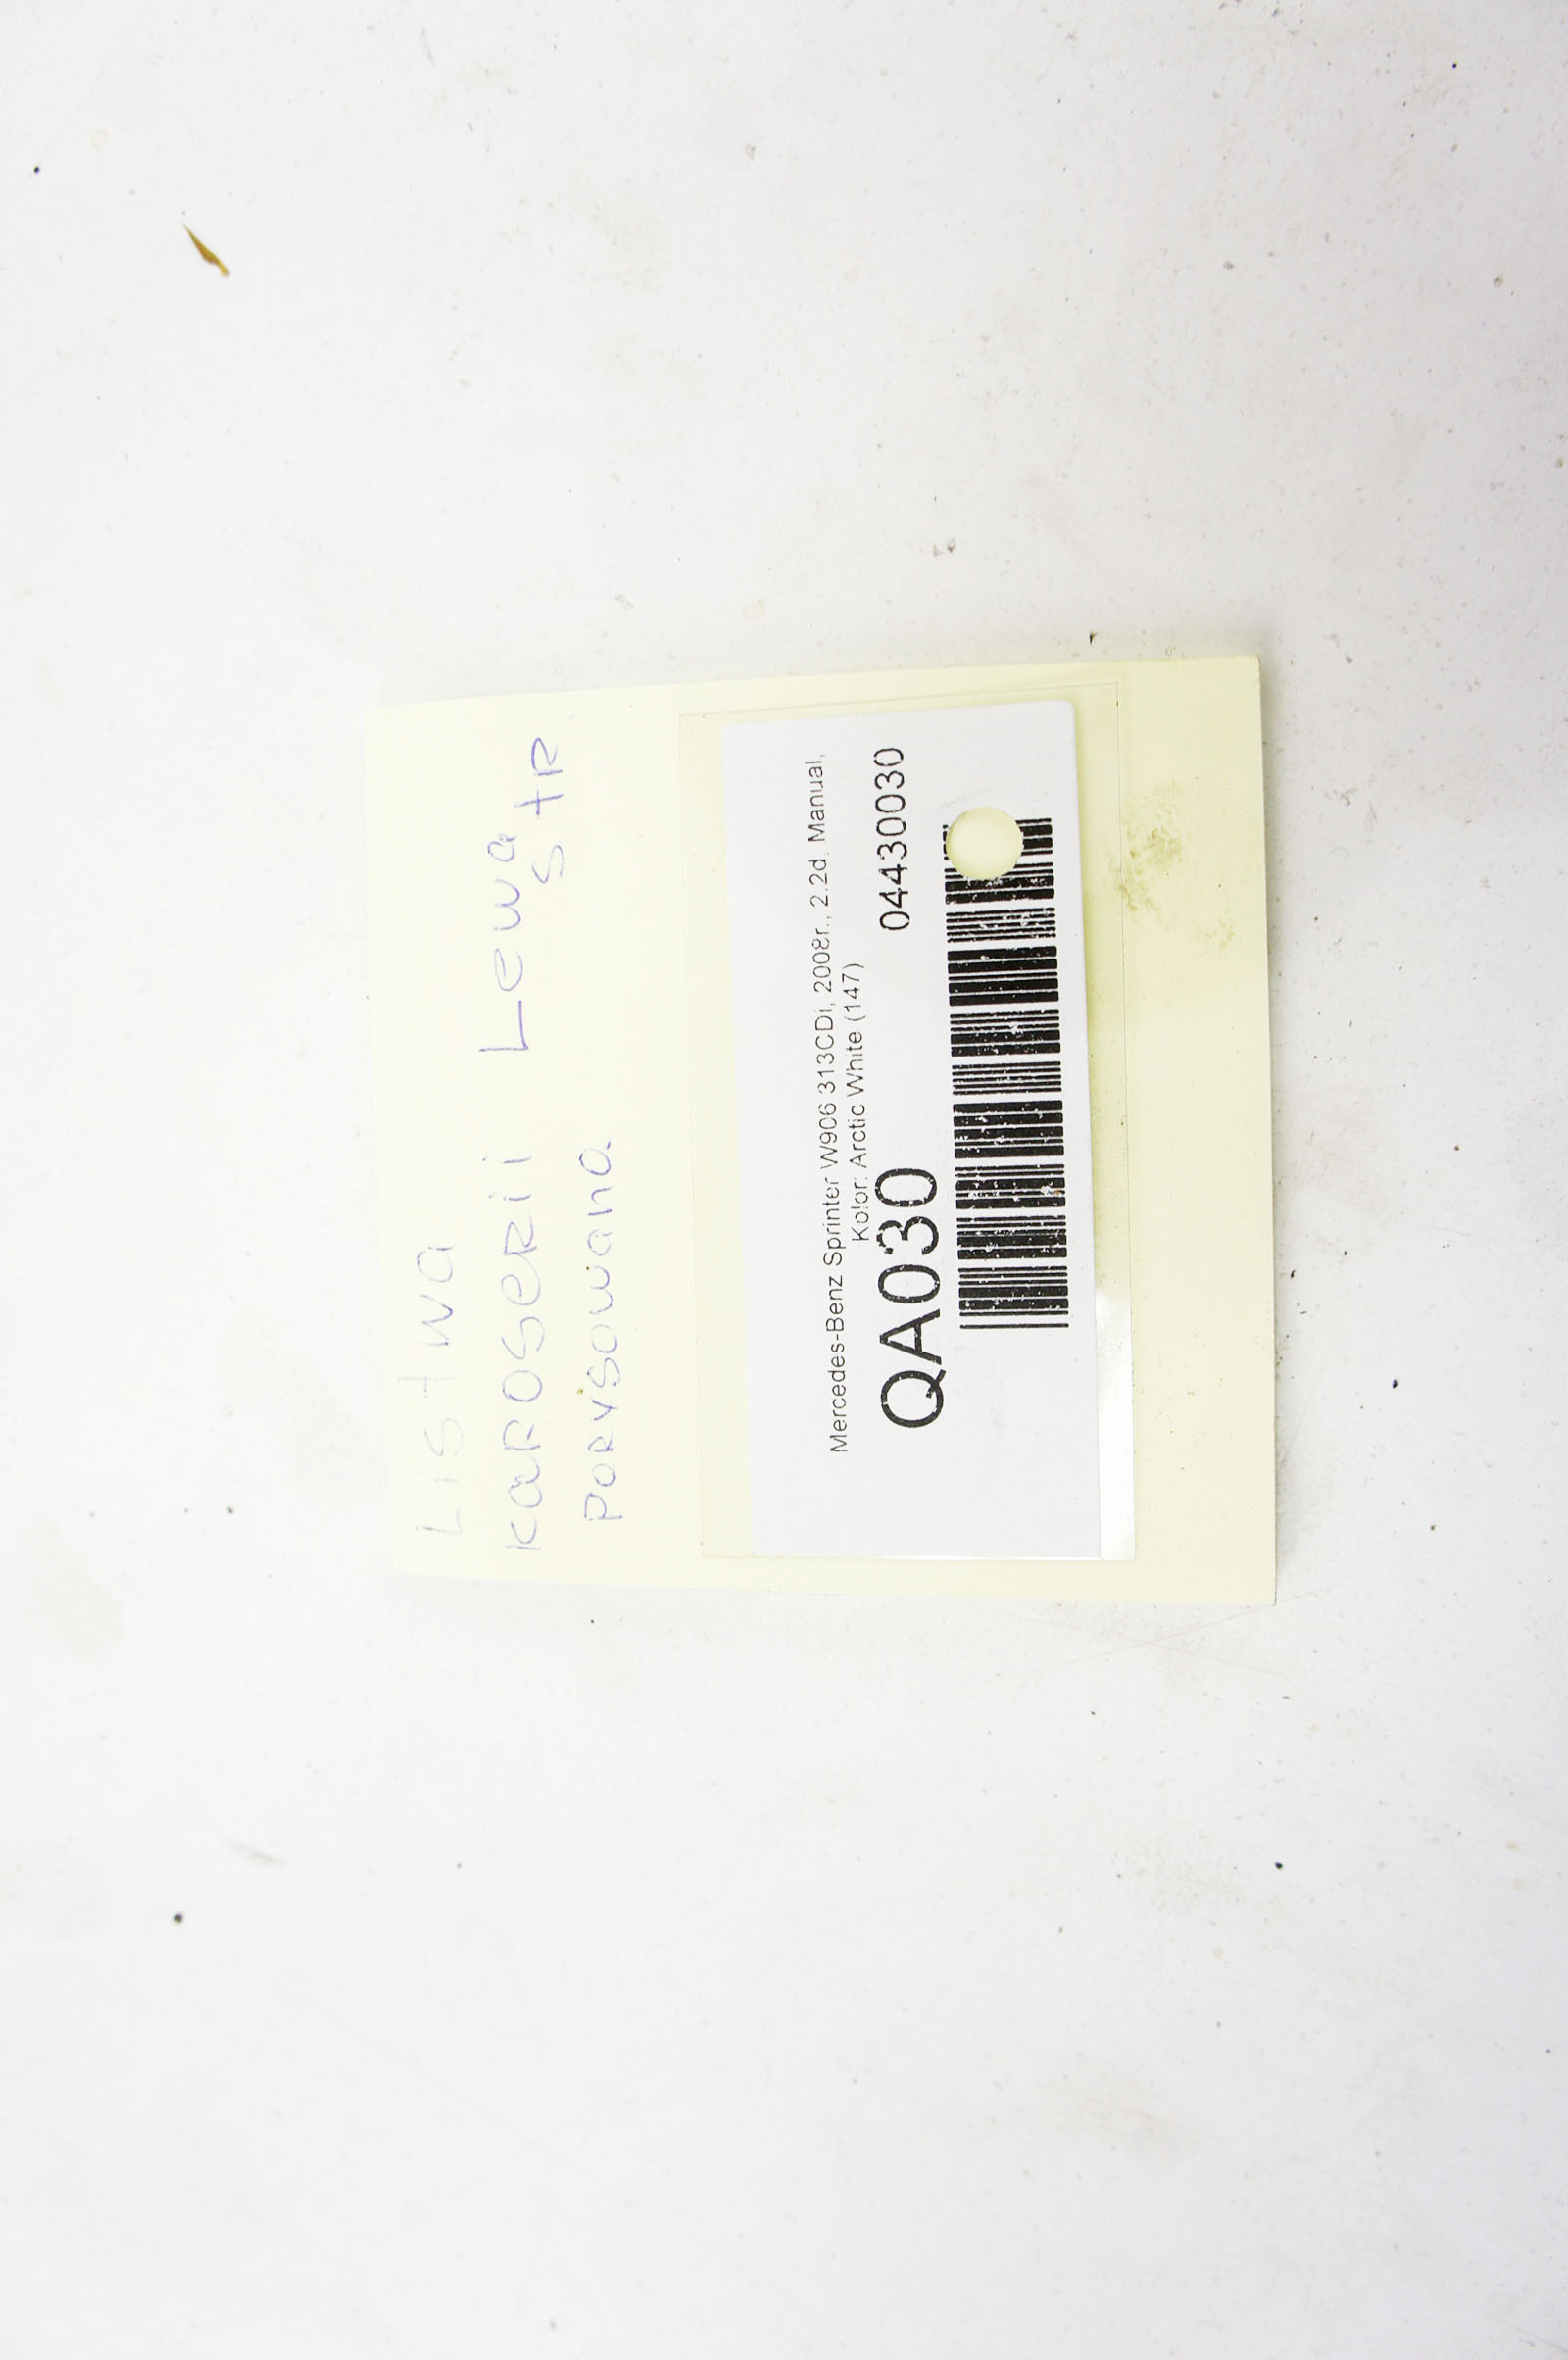 Listwa
Karoserii Lewa
str
Porysowana
Mercedes-Benz Sprinter W906 313CDi, 2008r., 2.2d, Manual,
Kolor: Arctic White (147)
QA030 04430030